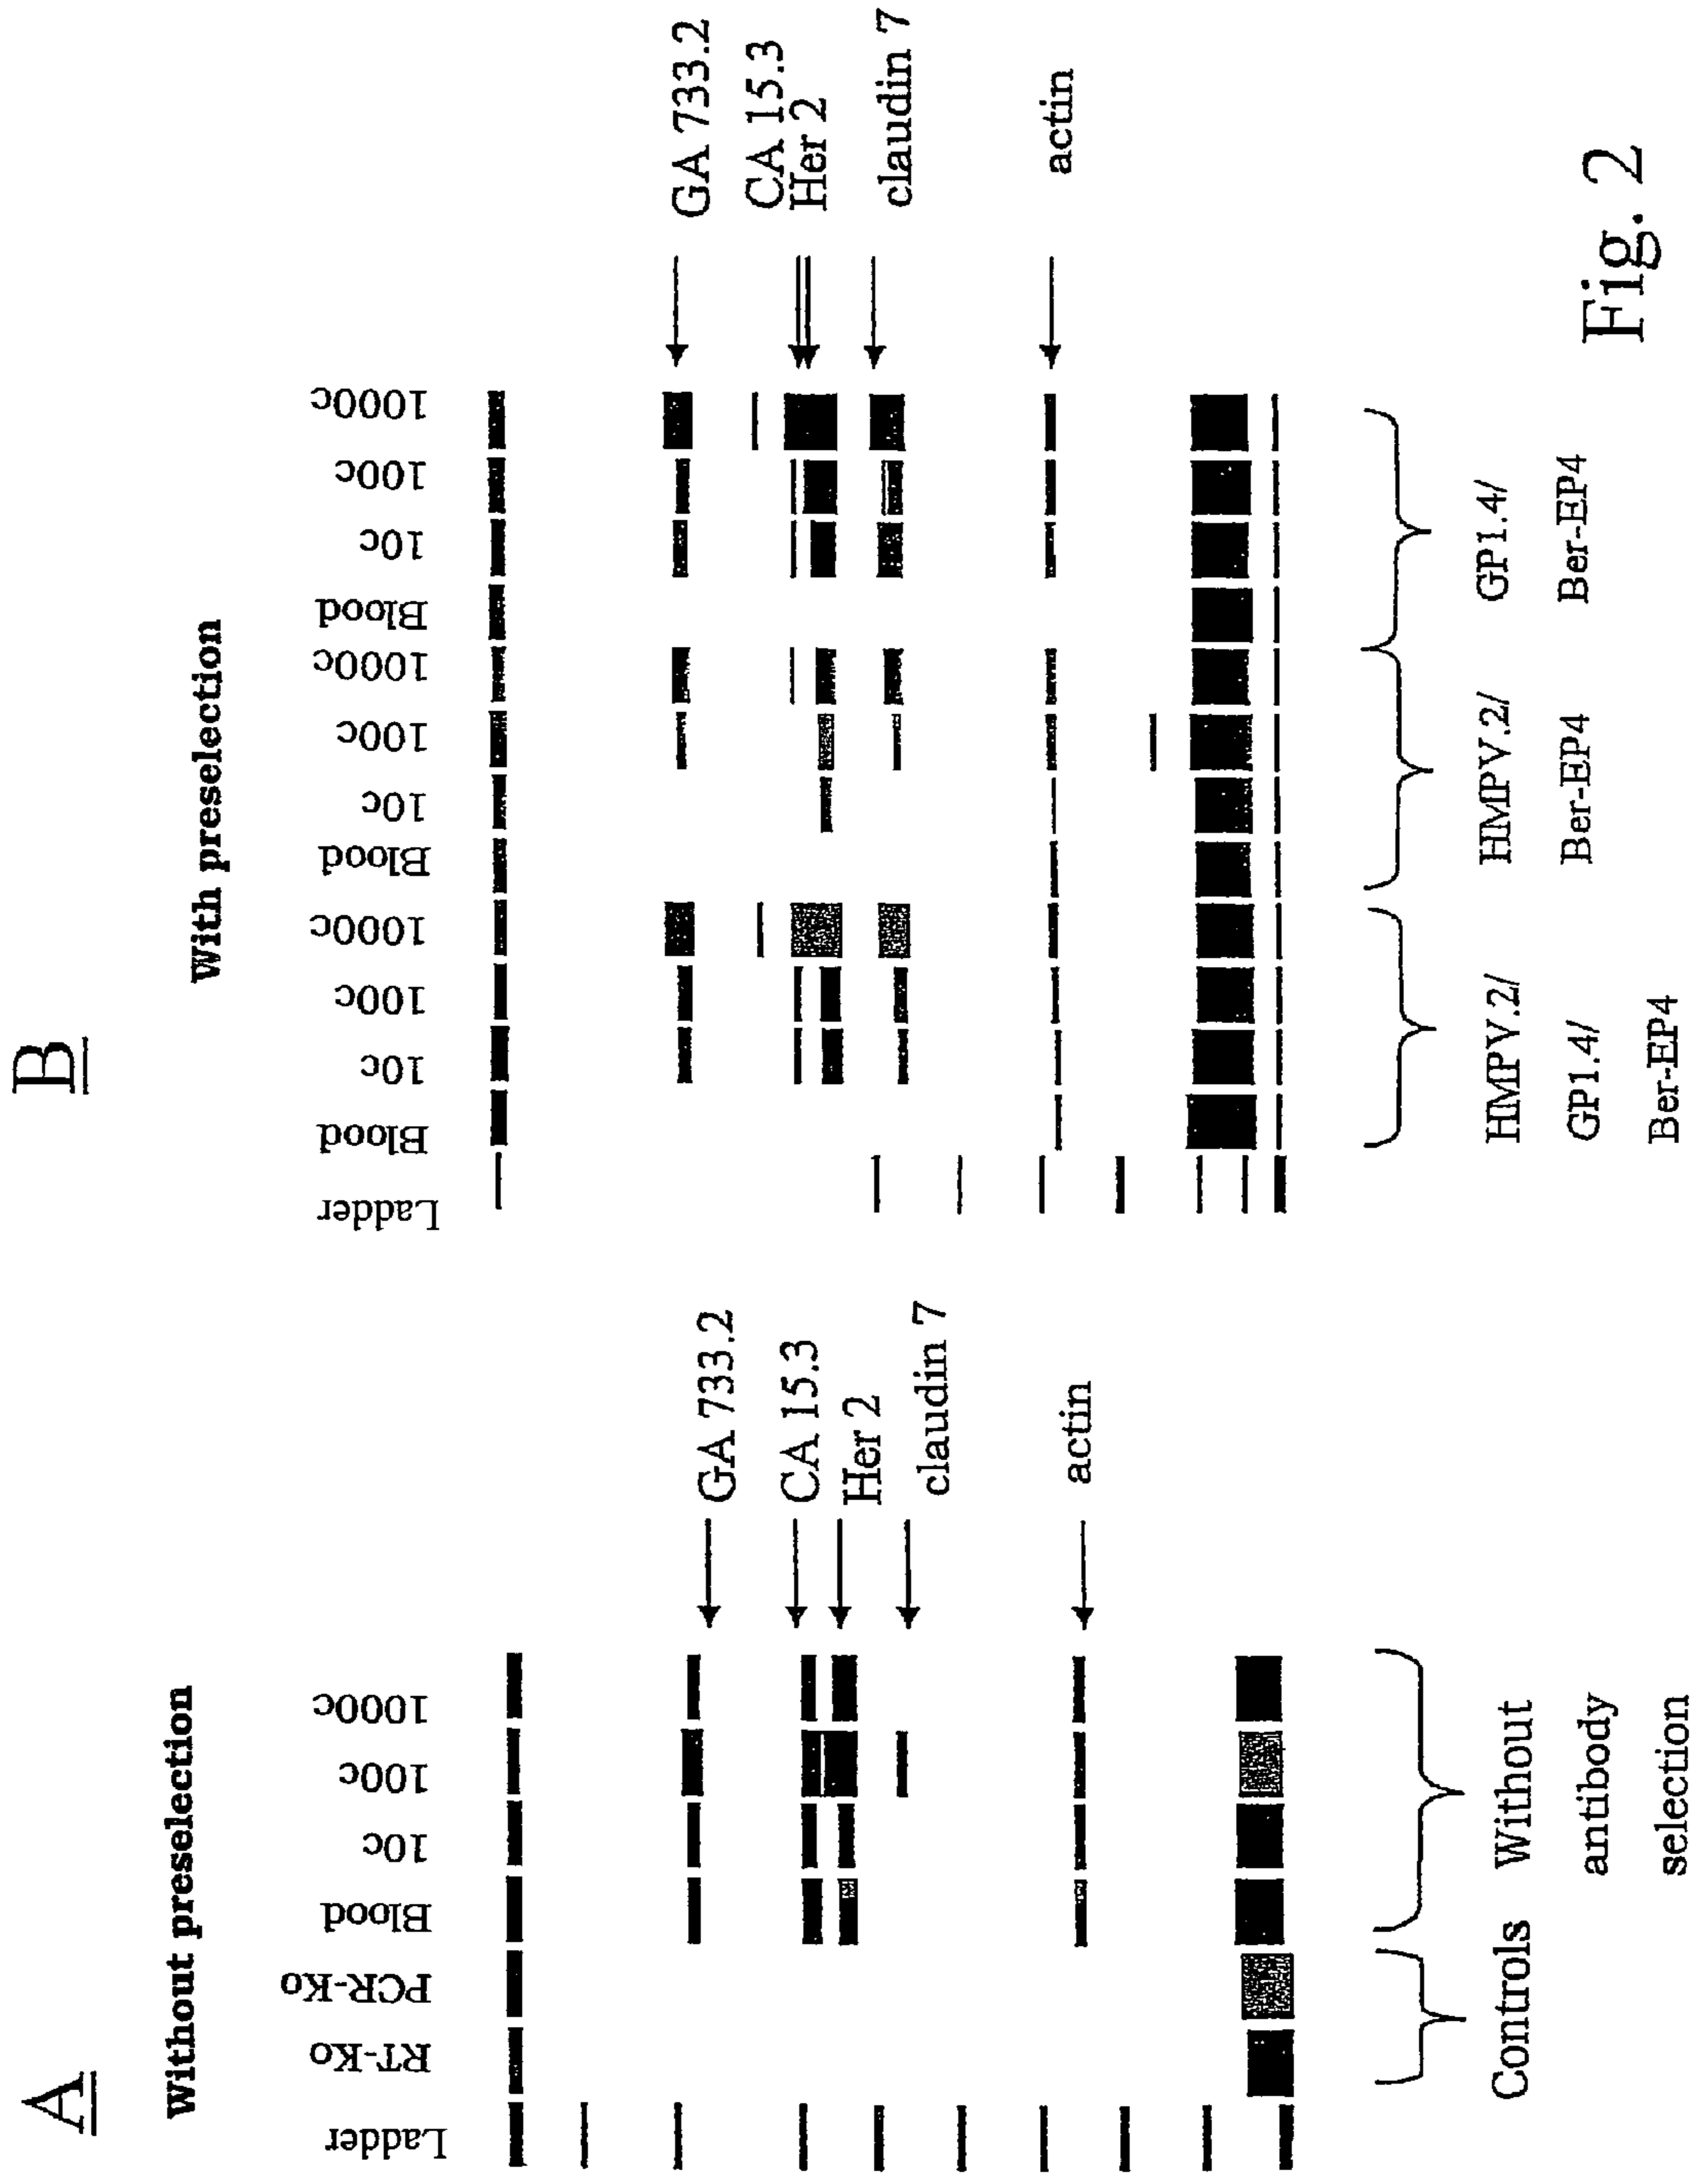 A
Without preselection
Ladder
RT-Ko
PCR-Ko
Blood
10c
100c
1000c
GA 733.2
CA 15.3
Her 2
claudin 7
actin
Controls
Without
antibody
selection
B
With preselection
Ladder
Blood
10c
100c
1000c
Blood
10c
100c
1000c
Blood
10c
100c
1000c
GA 733.2
CA 15.3
Her 2
claudin 7
actin
HMPV.2/
GP1.4/
Ber-EP4
HMPV.2/
Ber-EP4
GP1.4/
Ber-EP4
Fig. 2